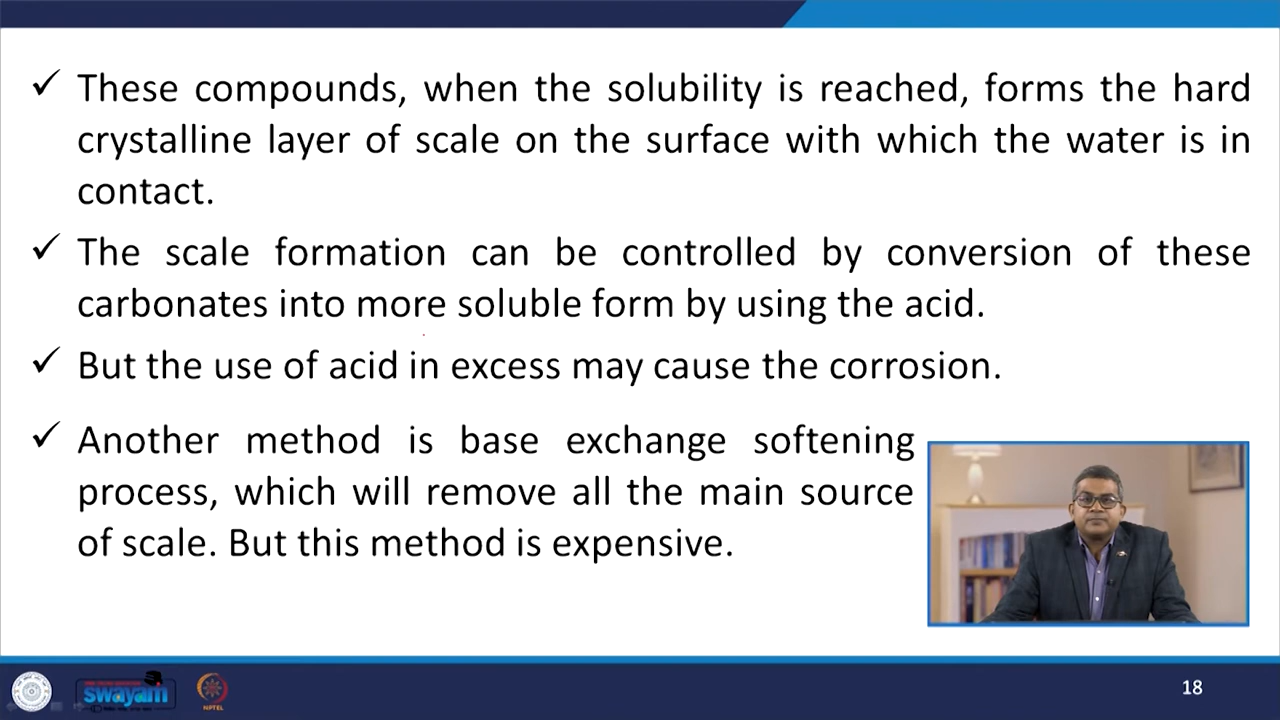 ✓ These compounds, when the solubility is reached, forms the hard
crystalline layer of scale on the surface with which the water is in
contact.
✓ The scale formation can be controlled by conversion of these
carbonates into more soluble form by using the acid.
✓ But the use of acid in excess may cause the corrosion.
✓ Another method is base exchange softening
process, which will remove all the main source
of scale. But this method is expensive.
swayam
NPTEL
18